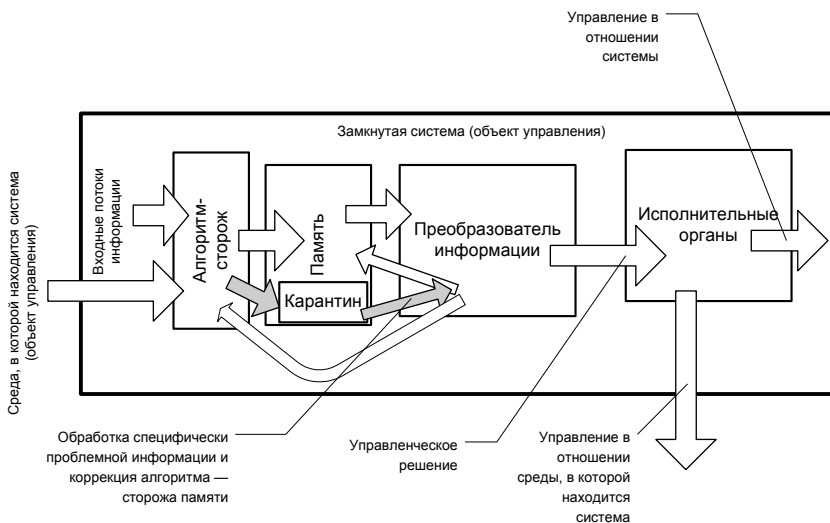 Управление в
отношении
системы
Замкнутая система (объект управления)
Среда, в которой находится система
(объект управления)
Входные потоки
информации
Алгоритм-
сторож
Память
Карантин
Преобразователь
информации
Исполнительные
органы
Обработка специфически
проблемной информации и
коррекция алгоритма —
сторожа памяти
Управленческое
решение
Управление в
отношении
среды, в которой
находится
система